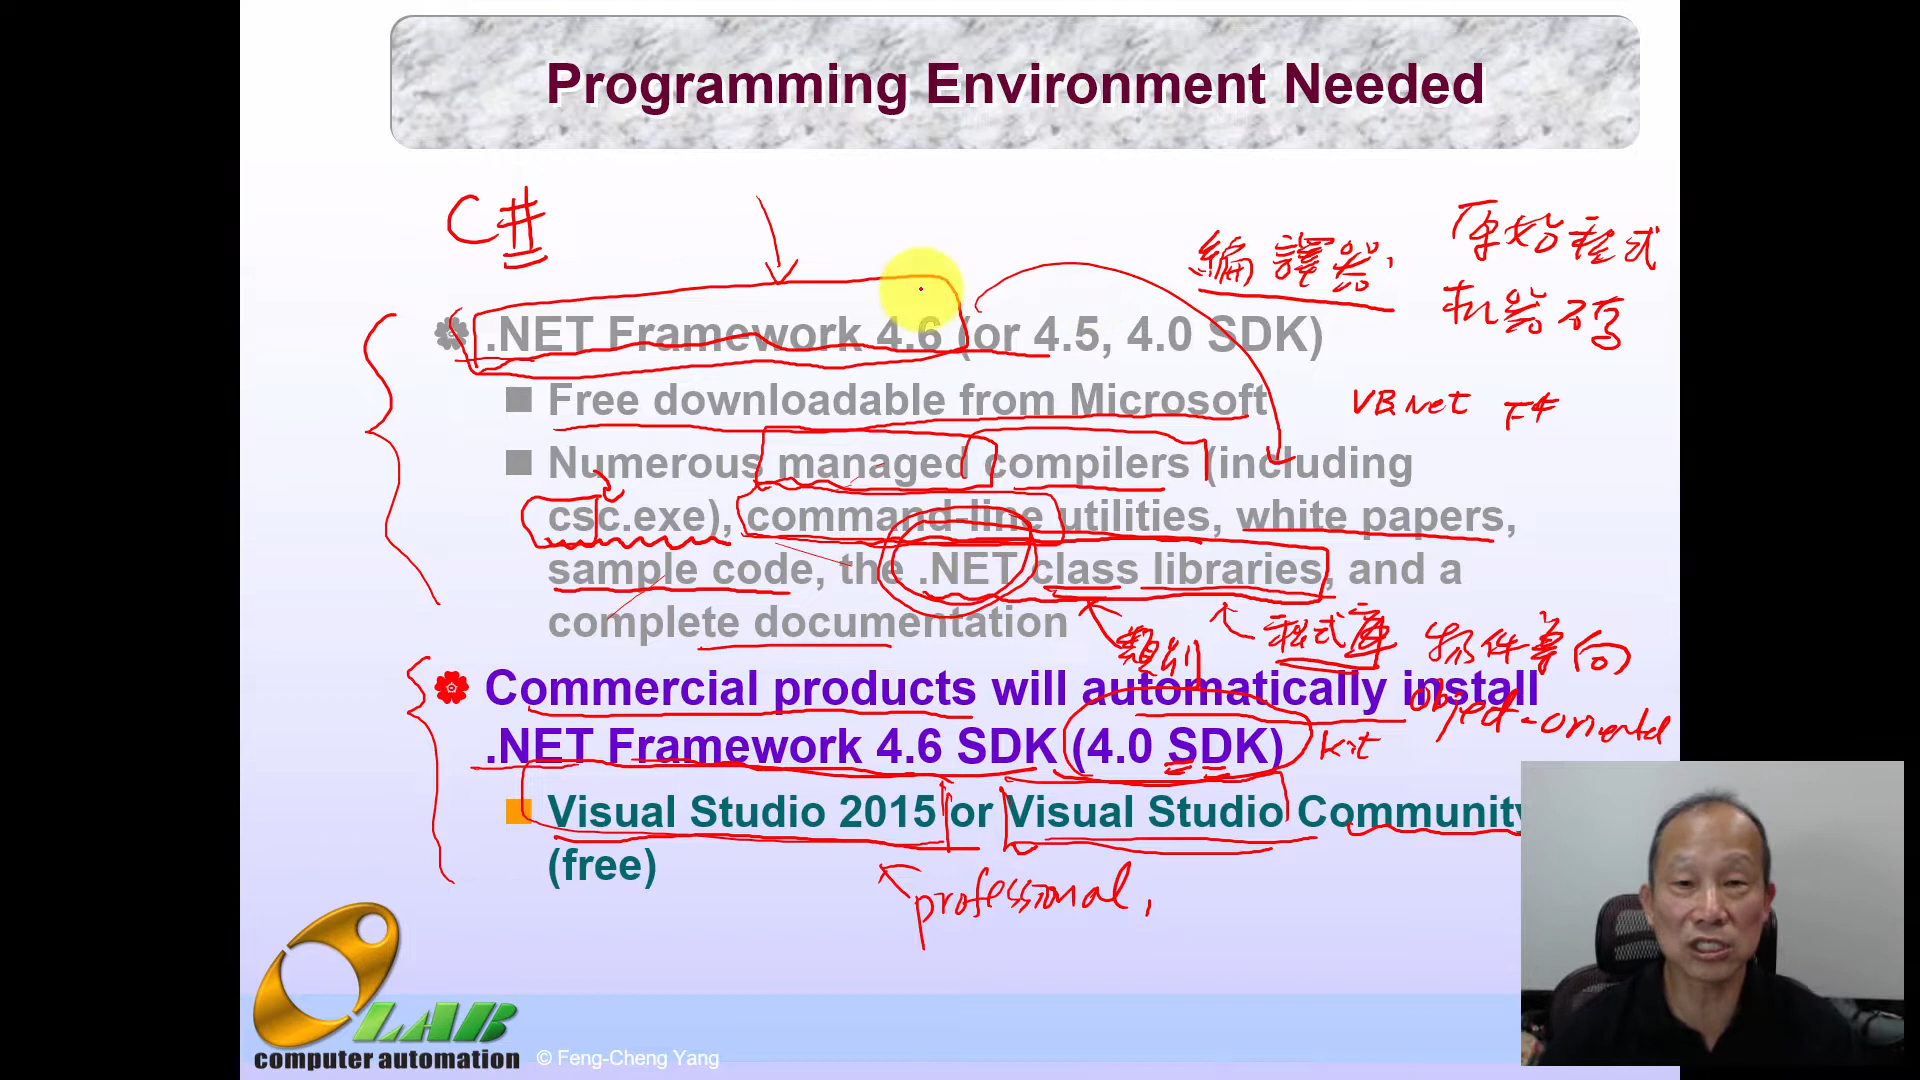 Programming Environment Needed
C#
編譯器,
原始程式
机器碼
.NET Framework 4.6 (or 4.5, 4.0 SDK)
Free downloadable from Microsoft
VB.Net F#
Numerous managed compilers (including
csc.exe), command-line utilities, white papers,
sample code, the .NET class libraries, and a
complete documentation
類別
程式庫
物件導向
object-oriented
Commercial products will automatically install
.NET Framework 4.6 SDK (4.0 SDK)
kit
Visual Studio 2015 or Visual Studio Community
(free)
professional,
LAB
computer automation
© Feng-Cheng Yang